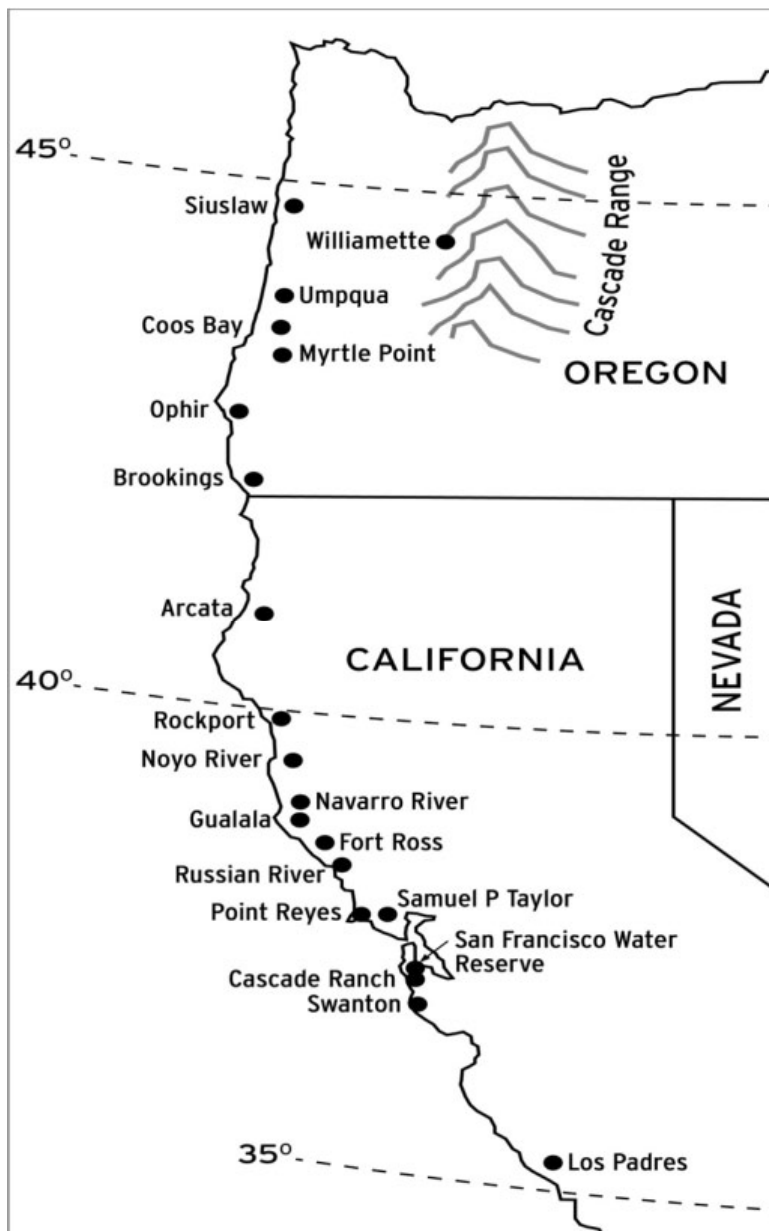 45°
Siuslaw
Williamette
Cascade Range
Umpqua
Coos Bay
Myrtle Point
OREGON
Ophir
Brookings
Arcata
CALIFORNIA
NEVADA
40°
Rockport
Noyo River
Navarro River
Gualala
Fort Ross
Russian River
Point Reyes
Samuel P Taylor
San Francisco Water
Reserve
Cascade Ranch
Swanton
35°
Los Padres